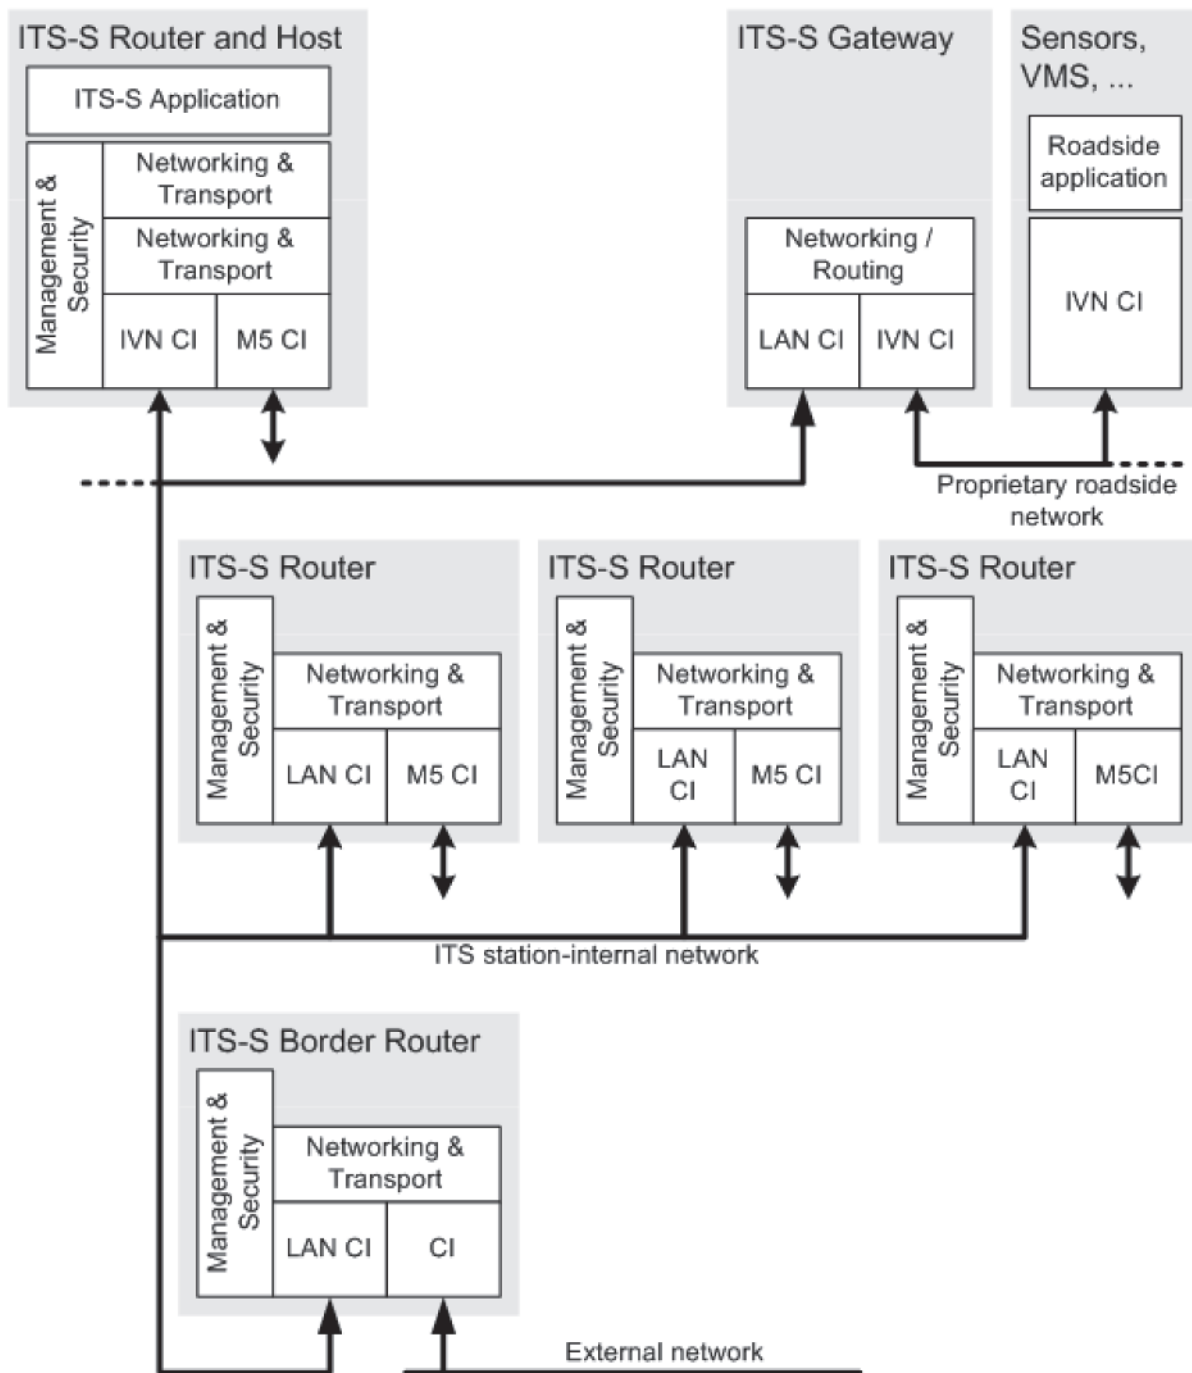 ITS-S Router and Host
ITS-S Application
Management &
Security
Networking &
Transport
Networking &
Transport
IVN CI
M5 CI
ITS-S Gateway
Networking /
Routing
LAN CI
IVN CI
Sensors,
VMS, ...
Roadside
application
IVN CI
Proprietary roadside
network
ITS-S Router
Management &
Security
Networking &
Transport
LAN CI
M5 CI
ITS-S Router
Management &
Security
Networking &
Transport
LAN
CI
M5 CI
ITS-S Router
Management &
Security
Networking &
Transport
LAN
CI
M5CI
ITS station-internal network
ITS-S Border Router
Management &
Security
Networking &
Transport
LAN CI
CI
External network